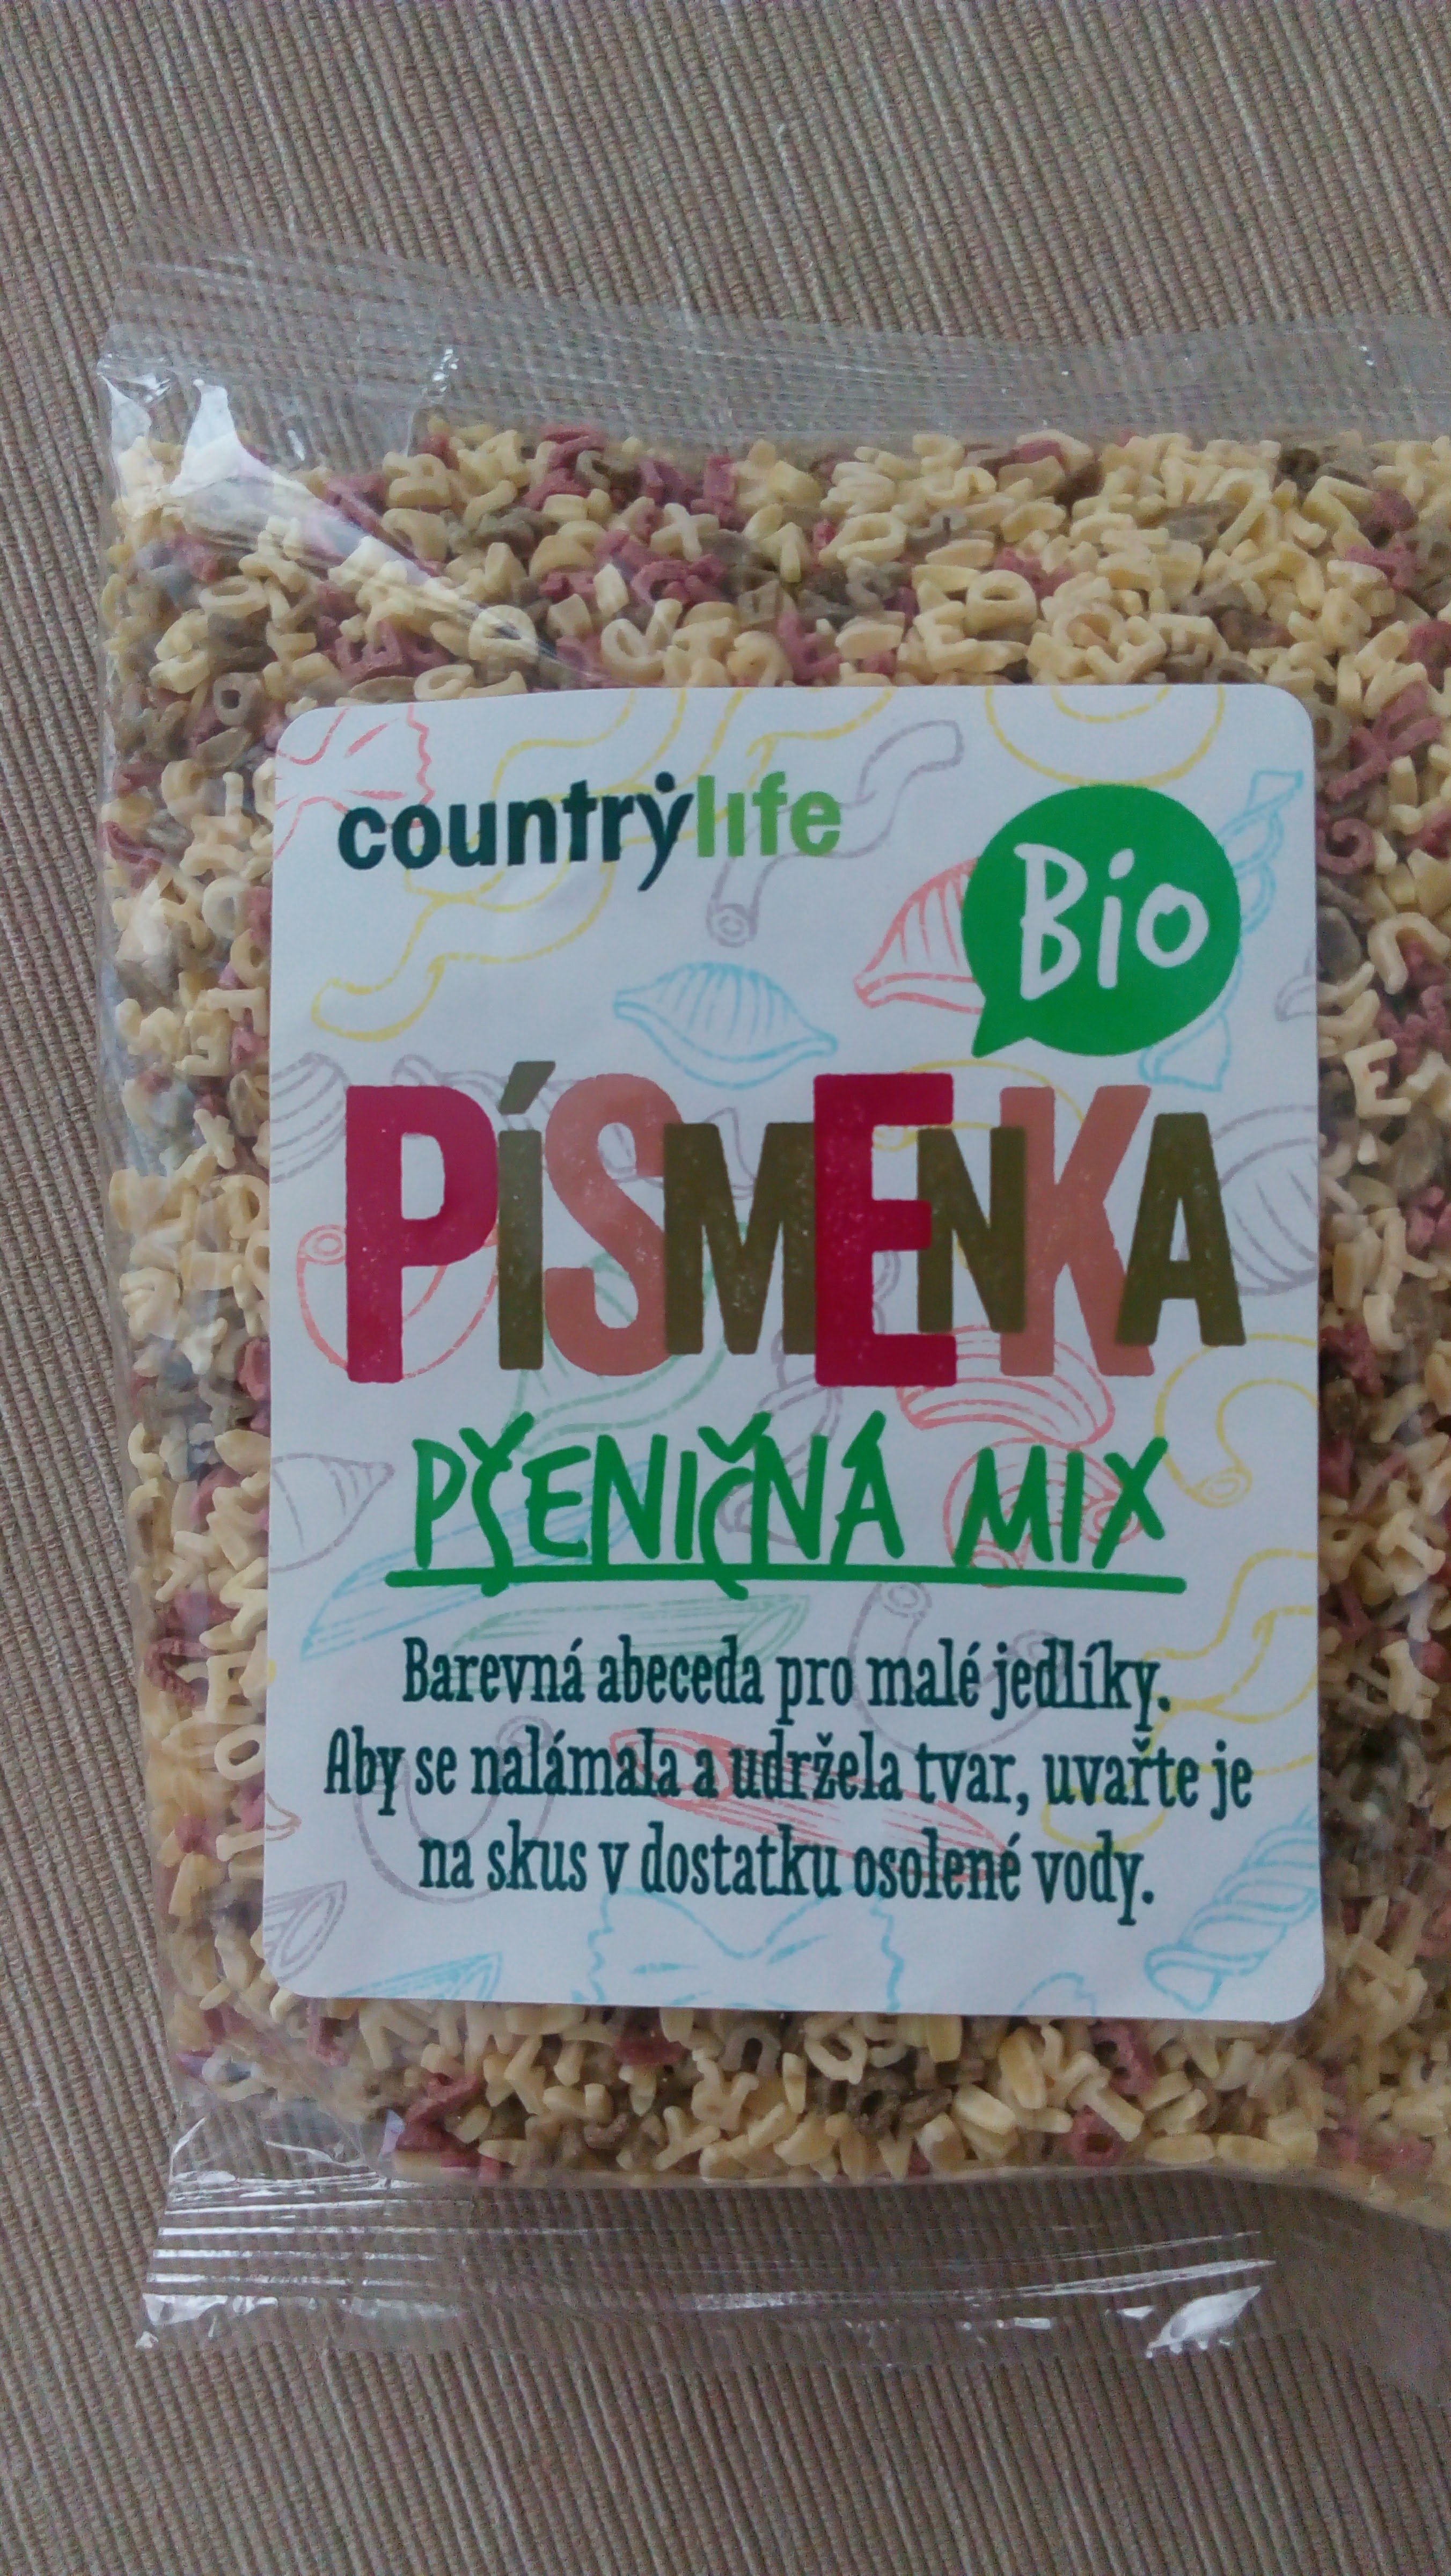 countrylife
Bio
PÍSMENKA
PŠENIČNÁ MIX
Barevná abeceda pro malé jedlíky.
Aby se nalámala a udržela tvar, uvařte je
na skus v dostatku osolené vody.